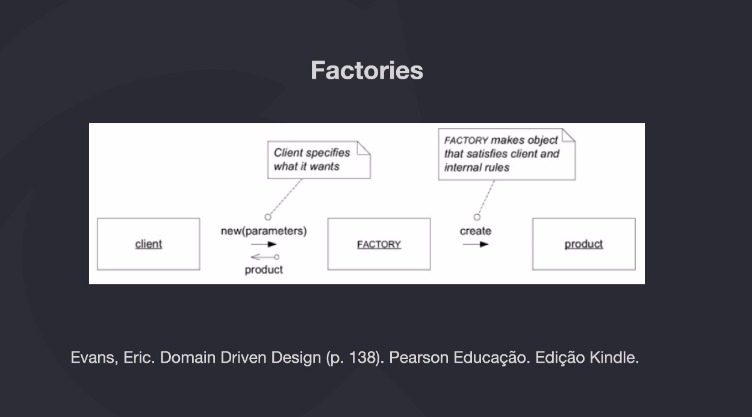 Factories
Client specifies
what it wants
FACTORY makes object
that satisfies client and
internal rules
client
new(parameters)
product
FACTORY
create
product
Evans, Eric. Domain Driven Design (p. 138). Pearson Educação. Edição Kindle.